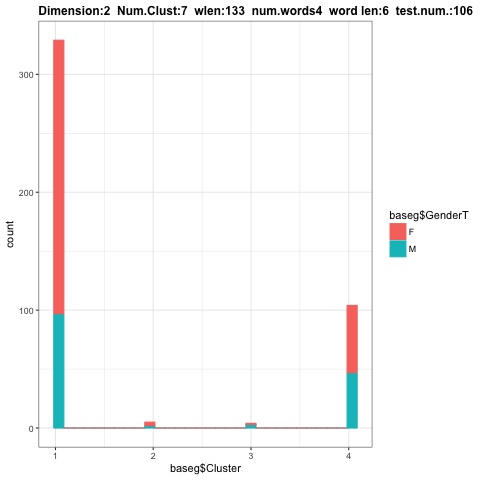 Dimension:2 Num.Clust:7 wlen:133 num.words4 word len:6 test.num.:106
300
200
100
0
count
1 2 3 4
baseg$Cluster
baseg$GenderT
F
M